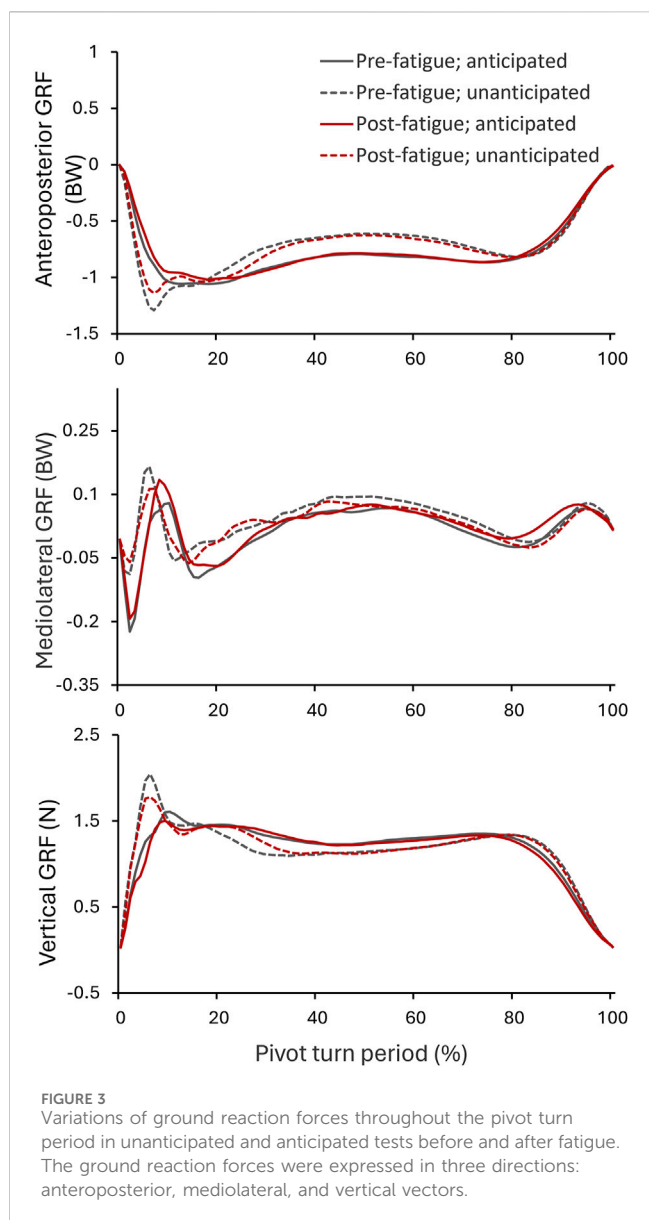 Anteroposterior GRF
(BW)
1
0.5
0
-0.5
-1
-1.5
Pre-fatigue; anticipated
Pre-fatigue; unanticipated
Post-fatigue; anticipated
Post-fatigue; unanticipated
0 20 40 60 80 100
Mediolateral GRF (BW)
0.25
0.1
-0.05
-0.2
-0.35
0 20 40 60 80 100
Vertical GRF (N)
2.5
1.5
0.5
-0.5
0 20 40 60 80 100
Pivot turn period (%)
FIGURE 3
Variations of ground reaction forces throughout the pivot turn
period in unanticipated and anticipated tests before and after fatigue.
The ground reaction forces were expressed in three directions:
anteroposterior, mediolateral, and vertical vectors.